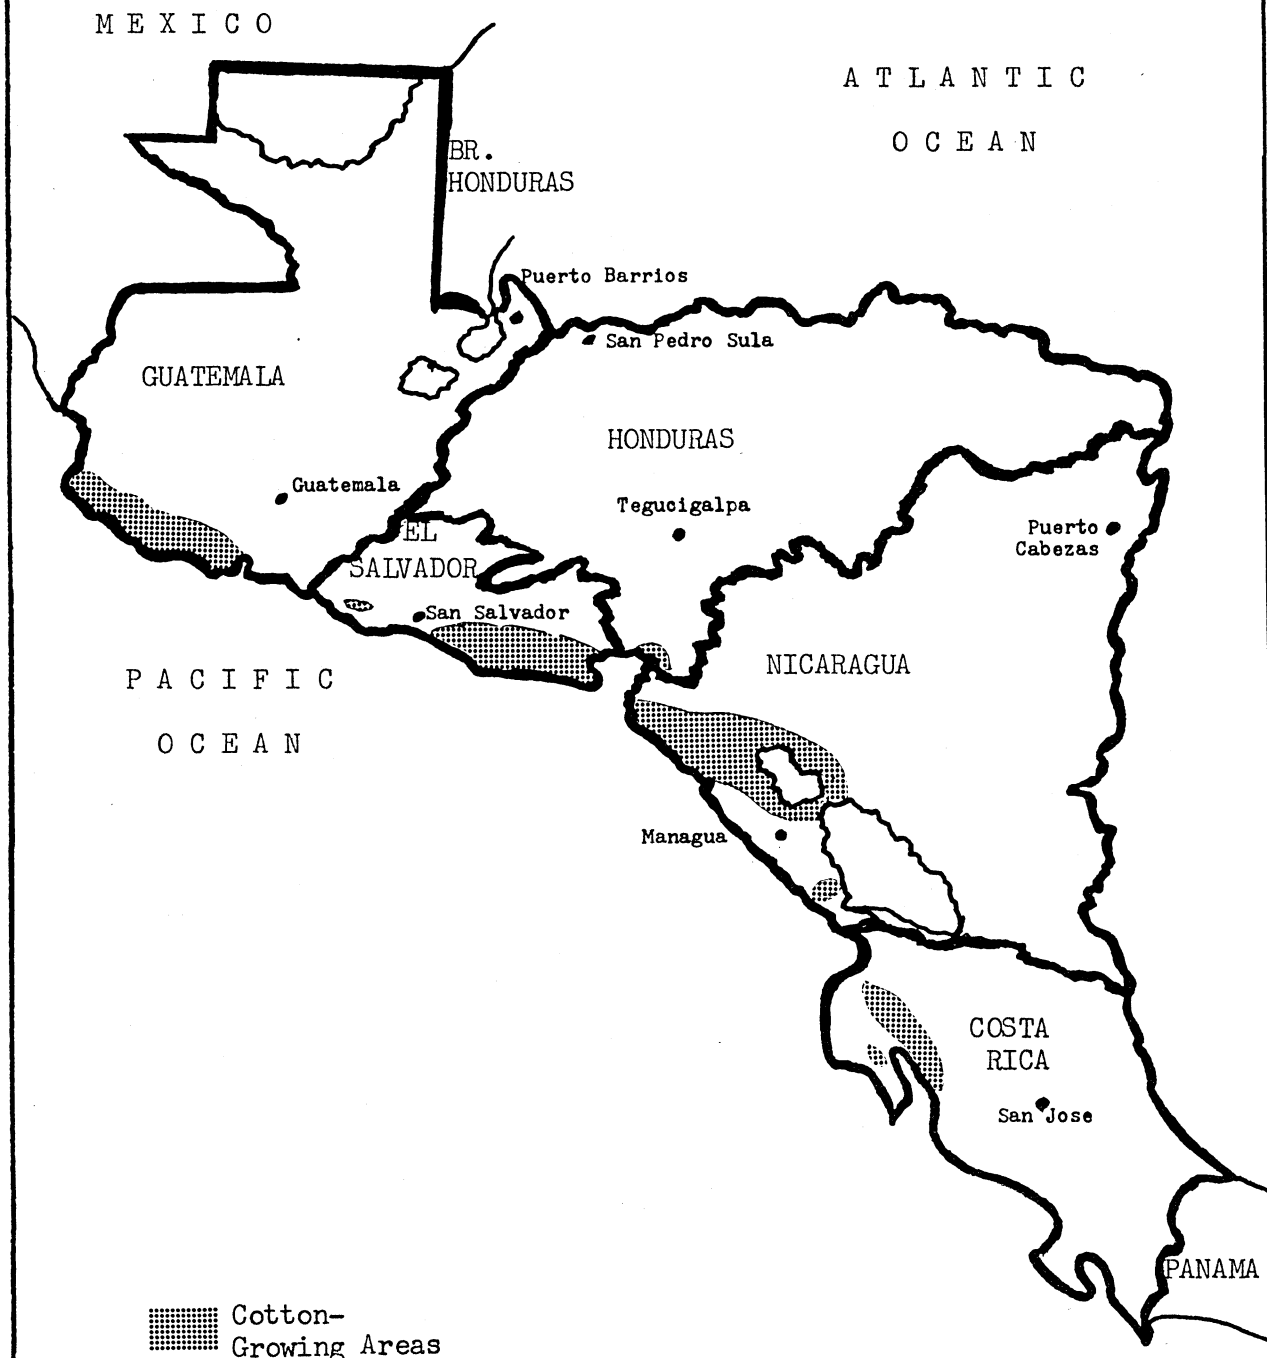 MEXICO
ATLANTIC
OCEAN
BR.
HONDURAS
Puerto Barrios
San Pedro Sula
GUATEMALA
HONDURAS
Guatemala
Tegucigalpa
Puerto
Cabezas
EL
SALVADOR
San Salvador
NICARAGUA
PACIFIC
OCEAN
Managua
COSTA
RICA
San Jose
PANAMA
Cotton-
Growing Areas